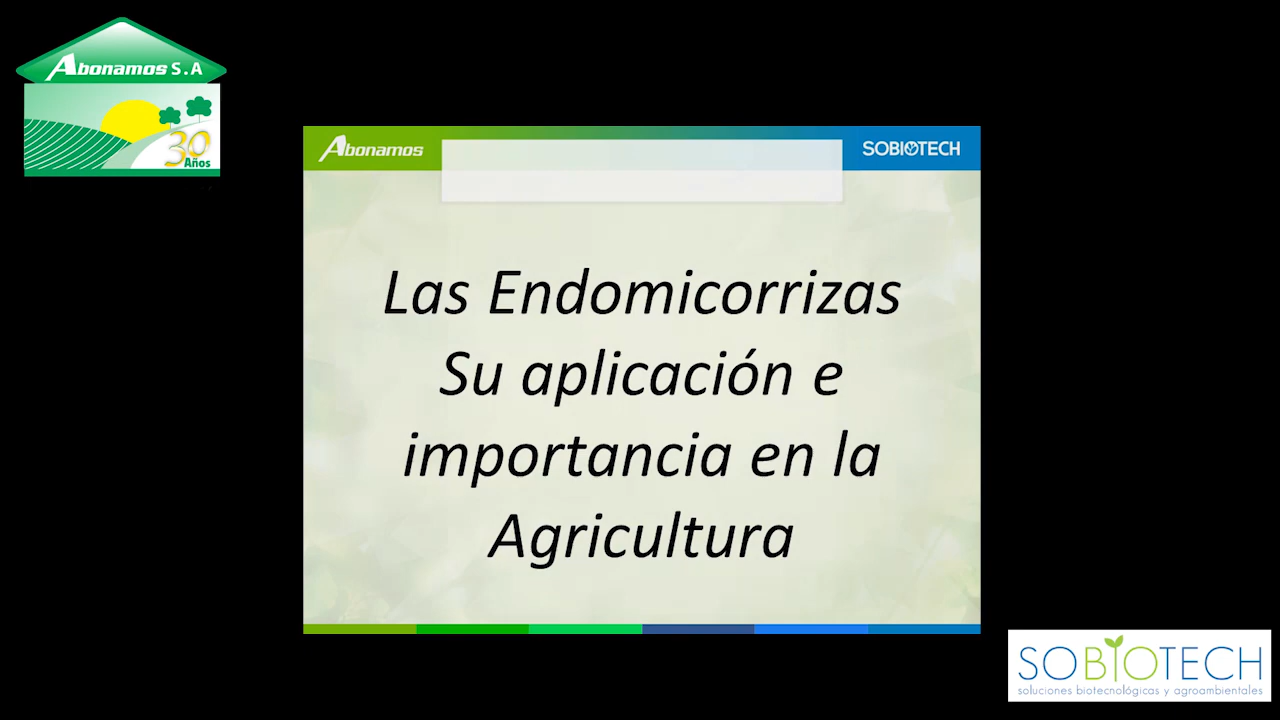 Abonamos S.A
30
Años
Abonamos
SOBIOTECH
Las Endomicorrizas
Su aplicación e
importancia en la
Agricultura
SOBIOTECH
soluciones biotecnológicas y agroambientales